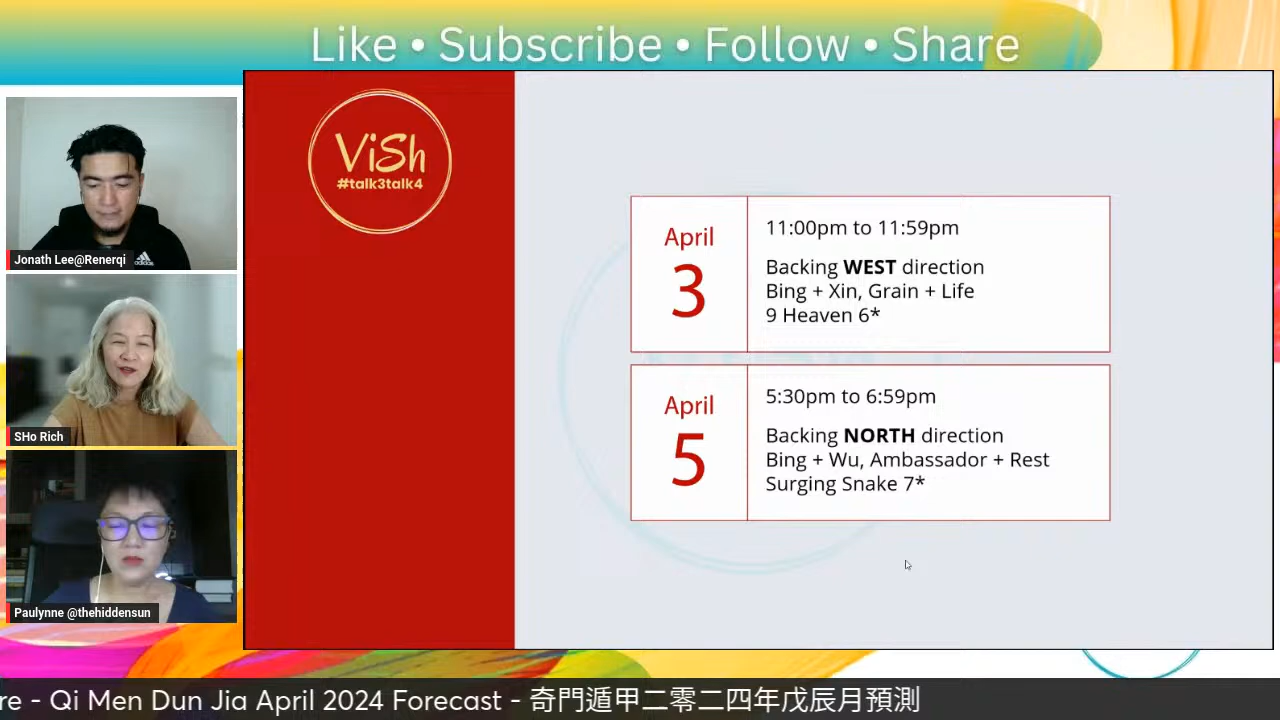 Like • Subscribe • Follow • Share
Jonath Lee@Renerqi
SHo Rich
Paulynne @thehiddensun
ViSh
#talk3talk4
April
3
11:00pm to 11:59pm
Backing WEST direction
Bing + Xin, Grain + Life
9 Heaven 6*
April
5
5:30pm to 6:59pm
Backing NORTH direction
Bing + Wu, Ambassador + Rest
Surging Snake 7*
re - Qi Men Dun Jia April 2024 Forecast - 奇門遁甲二零二四年戊辰月預測